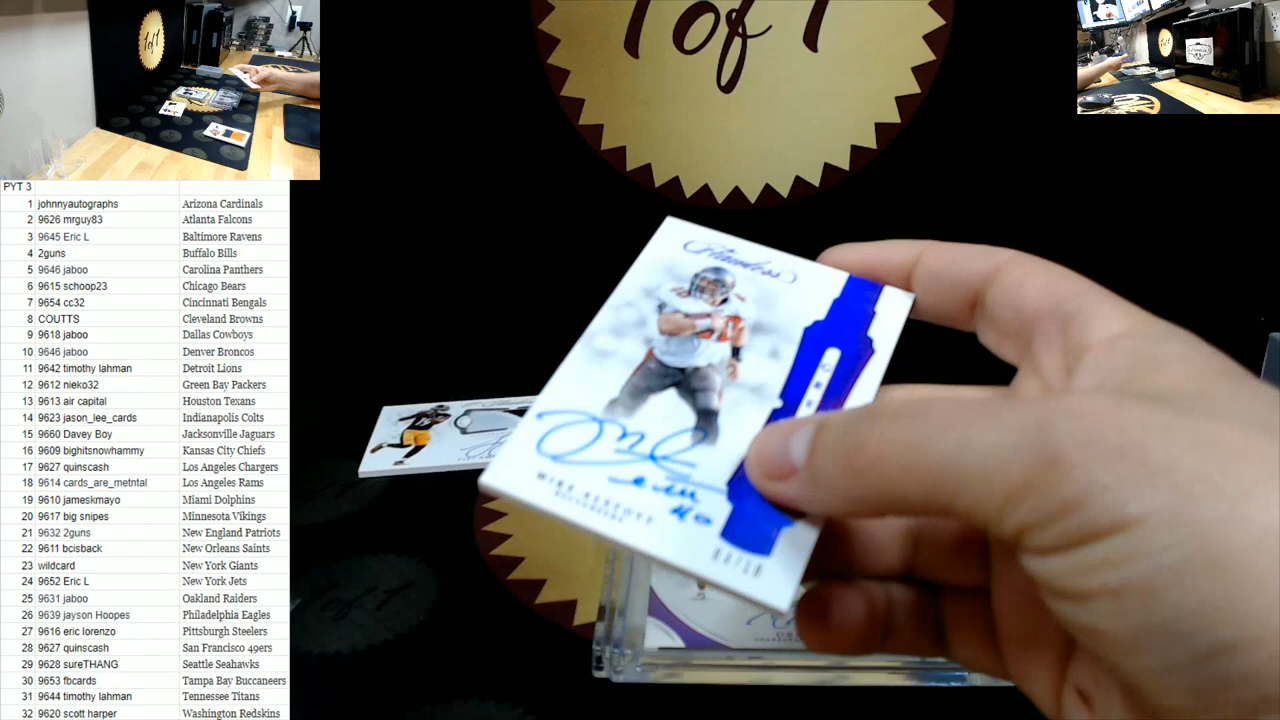 1 of 1
PYT 3
1 johnnyautographs Arizona Cardinals
2 9626 mrguy83 Atlanta Falcons
3 9645 Eric L Baltimore Ravens
4 2guns Buffalo Bills
5 9646 jaboo Carolina Panthers
6 9615 schoop23 Chicago Bears
7 9654 cc32 Cincinnati Bengals
8 COUTTS Cleveland Browns
9 9618 jaboo Dallas Cowboys
10 9646 jaboo Denver Broncos
11 9642 timothy lahman Detroit Lions
12 9612 nieko32 Green Bay Packers
13 9613 air capital Houston Texans
14 9623 jason_lee_cards Indianapolis Colts
15 9660 Davey Boy Jacksonville Jaguars
16 9609 bighitsnowhammy Kansas City Chiefs
17 9627 quinscash Los Angeles Chargers
18 9614 cards_are_metntal Los Angeles Rams
19 9610 jameskmayo Miami Dolphins
20 9617 big snipes Minnesota Vikings
21 9632 2guns New England Patriots
22 9611 bcisback New Orleans Saints
23 wildcard New York Giants
24 9652 Eric L New York Jets
25 9631 jaboo Oakland Raiders
26 9639 jayson Hoopes Philadelphia Eagles
27 9616 eric lorenzo Pittsburgh Steelers
28 9627 quinscash San Francisco 49ers
29 9628 sureTHANG Seattle Seahawks
30 9653 fbcards Tampa Bay Buccaneers
31 9644 timothy lahman Tennessee Titans
32 9620 scott harper Washington Redskins
Flawless
MIKE ALSTOTT
BUCCANEERS